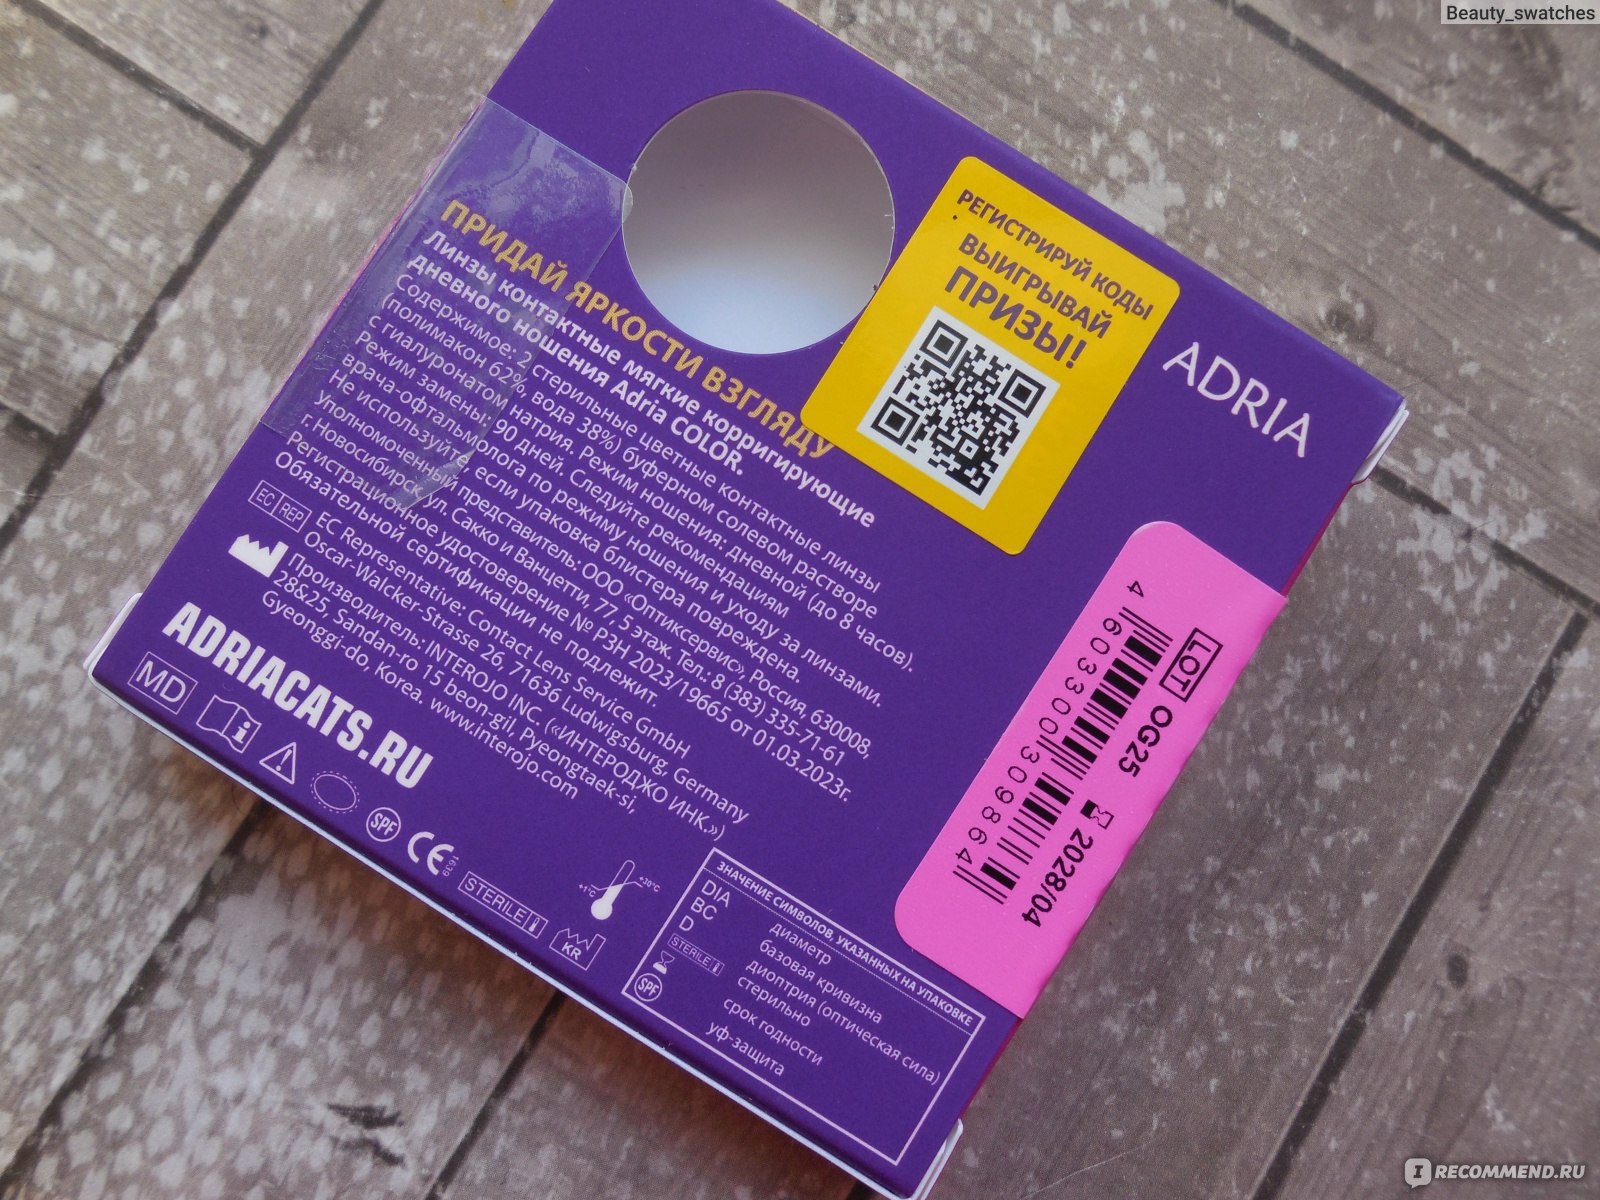 Beauty_swatches
РЕГИСТРИРУЙ КОДЫ
ВЫИГРЫВАЙ
ПРИЗЫ!
ADRIA
ПРИДАЙ ЯРКОСТИ ВЗГЛЯДУ
Линзы контактные мягкие корригирующие
дневного ношения Adria COLOR.
Содержимое: 2 стерильные цветные контактные линзы
(полимакон 62%, вода 38%) буферном солевом растворе
с гиалуронатом натрия. Режим ношения: дневной (до 8 часов).
Режим замены: 90 дней. Следуйте рекомендациям
врача-офтальмолога по режиму ношения и уходу за линзами.
Не используйте, если упаковка блистера повреждена.
Уполномоченный представитель: ООО «Оптиксервис», Россия, 630008,
г. Новосибирск, ул. Сакко и Ванцетти, 77, 5 этаж. Тел.: 8 (383) 335-71-61
Регистрационное удостоверение № РЗН 2023/19665 от 01.03.2023г.
Обязательной сертификации не подлежит.
EC REP
EC Representative: Contact Lens Service GmbH
Oscar-Walcker-Strasse 26, 71636 Ludwigsburg, Germany
Производитель: INTEROJO INC. («ИНТЕРОДЖО ИНК.»)
28&25, Sandan-ro 15 beon-gil, Pyeongtaek-si,
Gyeonggi-do, Korea. www.interojo.com
ADRIACATS.RU
MD
SPF
CE 1639
STERILE
+1°C +30°C
KR
ЗНАЧЕНИЕ СИМВОЛОВ, УКАЗАННЫХ НА УПАКОВКЕ
DIA диаметр
BC базовая кривизна
D диоптрия (оптическая сила)
STERILE стерильно
срок годности
SPF уф-защита
LOT OG25 2028/04
4 603300 309864
IRECOMMEND.RU